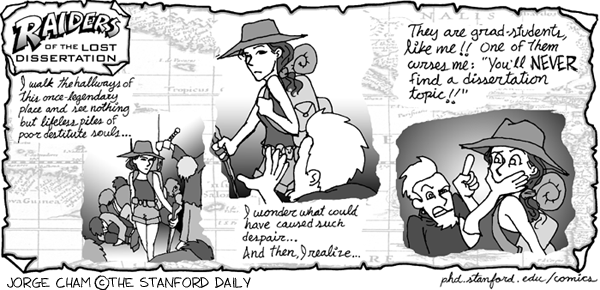 RAIDERS
OF THE LOST
DISSERTATION
I walk the hallways of
this once-legendary
place and see nothing
but lifeless piles of
poor destitute souls...
I wonder what could
have caused such
despair...
And then, I realize...
They are grad-students,
like me!! One of them
curses me: "You'll NEVER
find a dissertation
topic!!"
JORGE CHAM ©THE STANFORD DAILY
phd.stanford.edu/comics